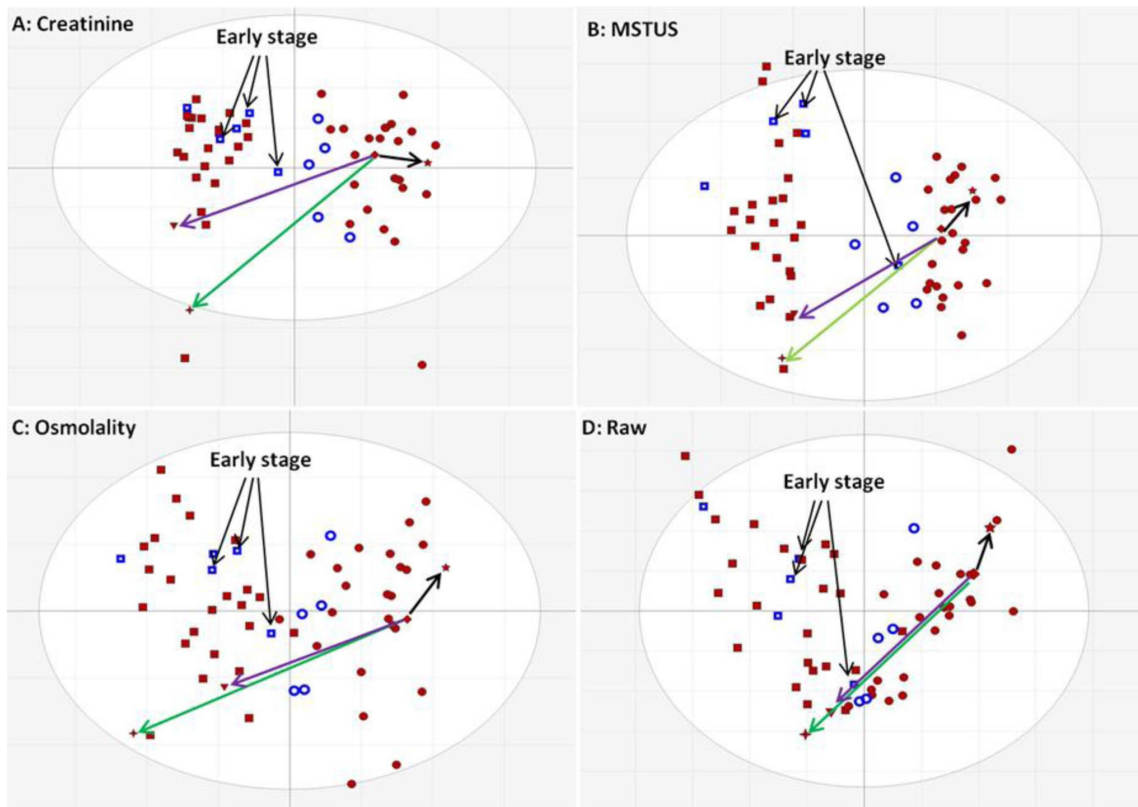 A: Creatinine
Early stage
B: MSTUS
Early stage
C: Osmolality
Early stage
D: Raw
Early stage